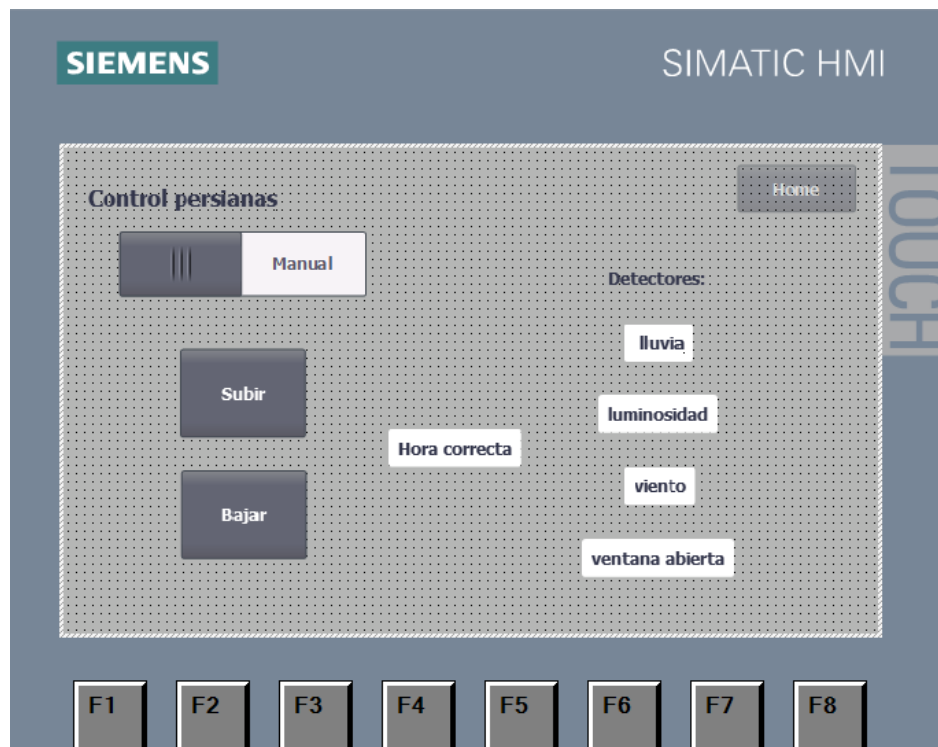 SIEMENS
SIMATIC HMI
TOUCH
Control persianas
Home
Manual
Detectores:
lluvia
Subir
luminosidad
Hora correcta
viento
Bajar
ventana abierta
F1
F2
F3
F4
F5
F6
F7
F8